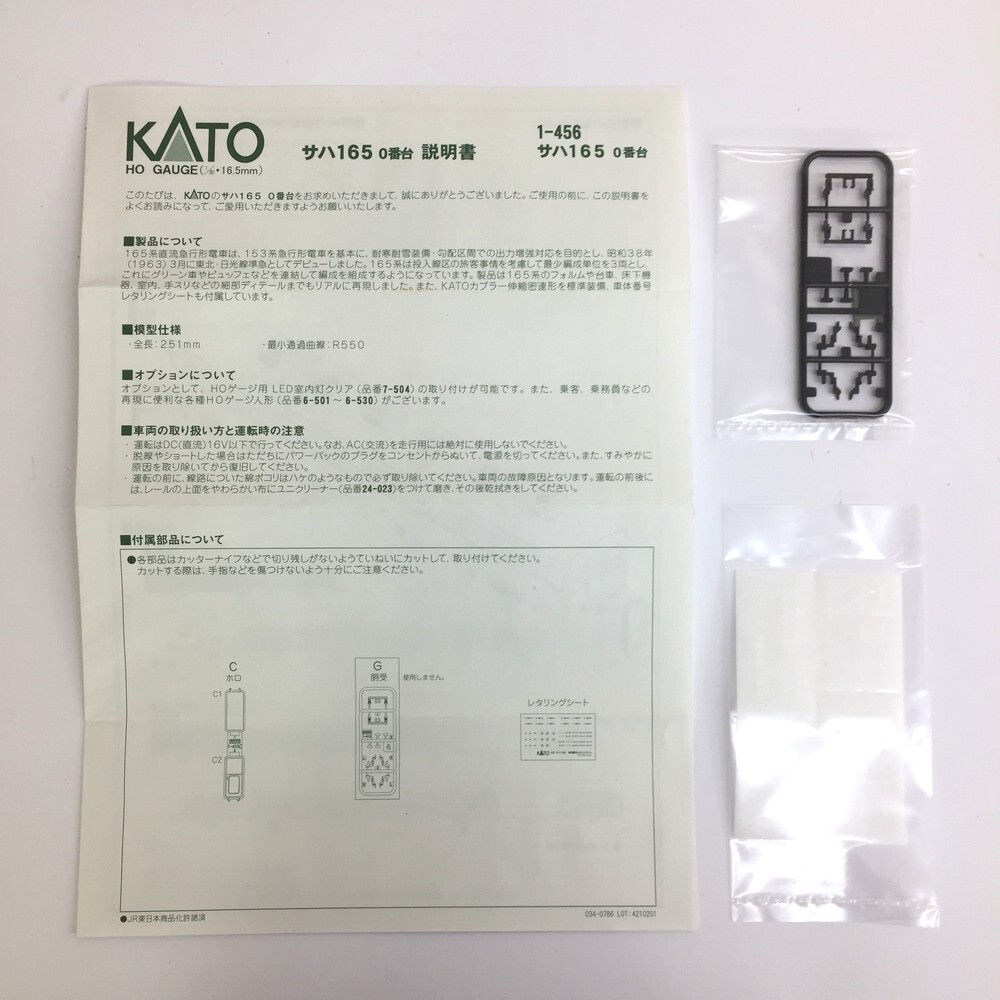 KATO
HO GAUGE(1/80・16.5mm)
サハ165 0番台 説明書
1-456
サハ165 0番台
このたびは、KATOのサハ165 0番台をお求めいただきまして、誠にありがとうございました。ご使用の前に、この説明書を
よくお読みになって、ご愛用いただきますようお願いいたします。
■製品について
165系直流急行形電車は、153系急行形電車を基本に、耐寒耐雪装備・勾配区間での出力増強対応を目的とし、昭和38年
(1963)3月に東北・日光線準急としてデビューしました。165系は投入線区の旅客事情を考慮して最少編成単位を3両とし、
これにグリーン車やビュッフェなどを連結して編成を組成するようになっています。製品は165系のフォルムや台車、床下機
器、室内、手スリなどの細部ディテールまでもリアルに再現しました。また、KATOカプラー伸縮密連形を標準装備、車体番号
レタリングシートも付属しています。
■模型仕様
・全長：251mm ・最小通過曲線：R550
■オプションについて
オプションとして、HOゲージ用 LED室内灯クリア(品番7-504)の取り付けが可能です。また、乗客、乗務員などの
再現に便利な各種HOゲージ人形(品番6-501～6-530)がございます。
■車両の取り扱い方と運転時の注意
・運転はDC(直流)16V以下で行ってください。なお、AC(交流)を走行用には絶対に使用しないでください。
・脱線やショートした場合はただちにパワーパックのプラグをコンセントからぬいて、電源を切ってください。また、すみやかに
原因を取り除いてから復旧してください。
・運転の前に、線路についた綿ボコリはハケのようなもので必ず取り除いてください。車両の故障原因となります。運転の前後に
は、レールの上面をやわらかい布にユニクリーナー(品番24-023)をつけて磨き、その後乾拭きをしてください。
■付属部品について
●各部品はカッターナイフなどで切り残しがないようていねいにカットして、取り付けてください。
カットする際は、手指などを傷つけないよう十分にご注意ください。
C
ホロ
C1
C2
G
胴受
使用しません。
レタリングシート
KATO
●JR東日本商品化許諾済
034-0786 LOT:4210201